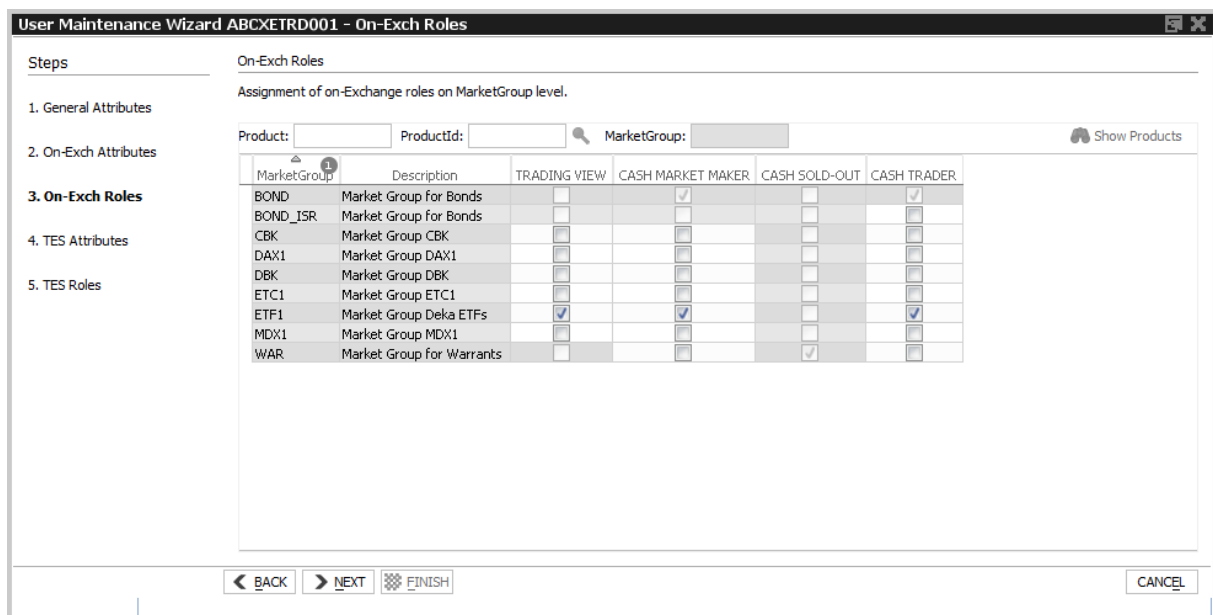 User Maintenance Wizard ABCXETRD001 - On-Exch Roles
Steps
1. General Attributes
2. On-Exch Attributes
3. On-Exch Roles
4. TES Attributes
5. TES Roles
On-Exch Roles
Assignment of on-Exchange roles on MarketGroup level.
Product: ProductId: MarketGroup: Show Products
MarketGroup 1 Description TRADING VIEW CASH MARKET MAKER CASH SOLD-OUT CASH TRADER
BOND Market Group for Bonds
BOND_ISR Market Group for Bonds
CBK Market Group CBK
DAX1 Market Group DAX1
DBK Market Group DBK
ETC1 Market Group ETC1
ETF1 Market Group Deka ETFs
MDX1 Market Group MDX1
WAR Market Group for Warrants
BACK NEXT FINISH CANCEL